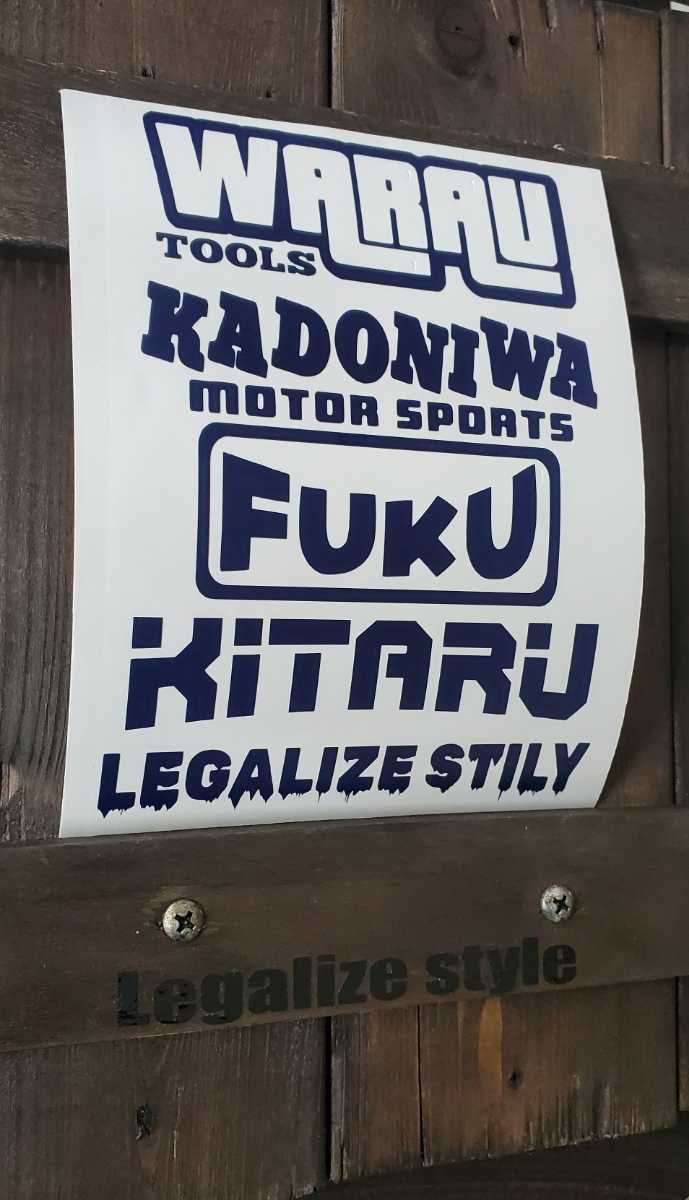 WARAU
TOOLS
KADONIWA
MOTOR SPORTS
FUKU
KITARU
LEGALIZE STILY
Legalize style